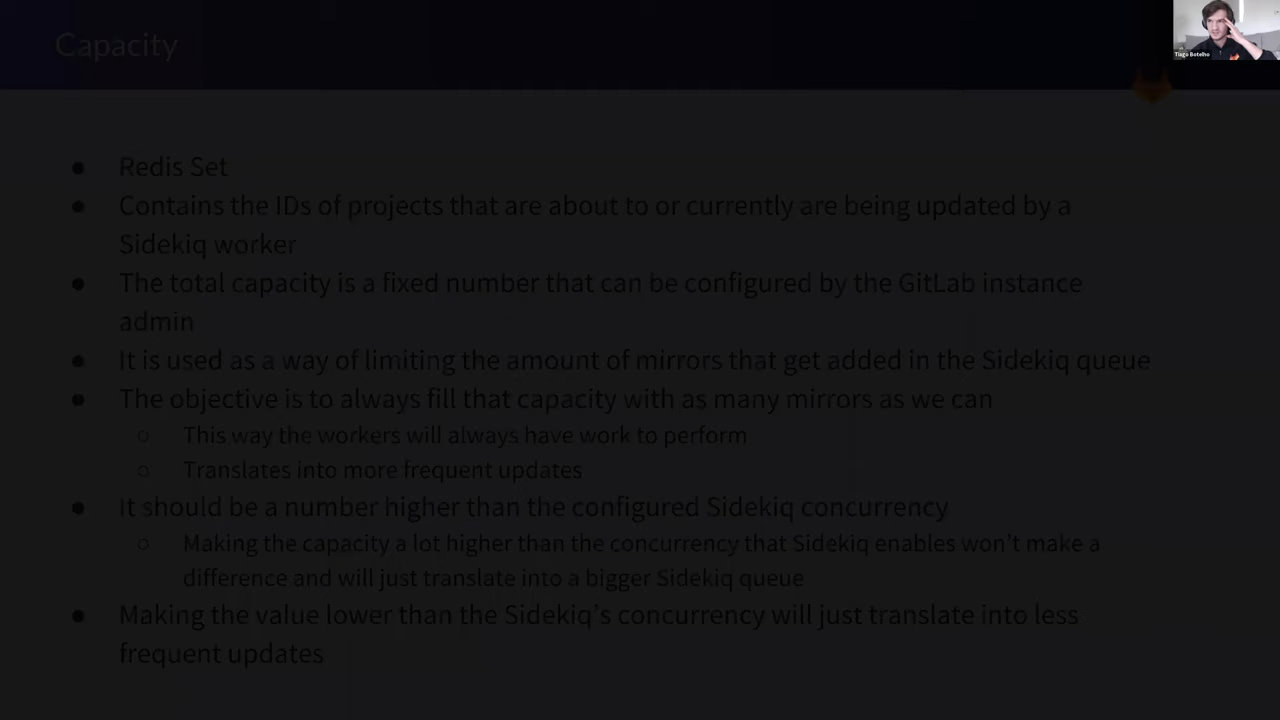 Capacity
Tiago Botelho
● Redis Set
● Contains the IDs of projects that are about to or currently are being updated by a
Sidekiq worker
● The total capacity is a fixed number that can be configured by the GitLab instance
admin
● It is used as a way of limiting the amount of mirrors that get added in the Sidekiq queue
● The objective is to always fill that capacity with as many mirrors as we can
○ This way the workers will always have work to perform
○ Translates into more frequent updates
● It should be a number higher than the configured Sidekiq concurrency
○ Making the capacity a lot higher than the concurrency that Sidekiq enables won’t make a
difference and will just translate into a bigger Sidekiq queue
● Making the value lower than the Sidekiq’s concurrency will just translate into less
frequent updates